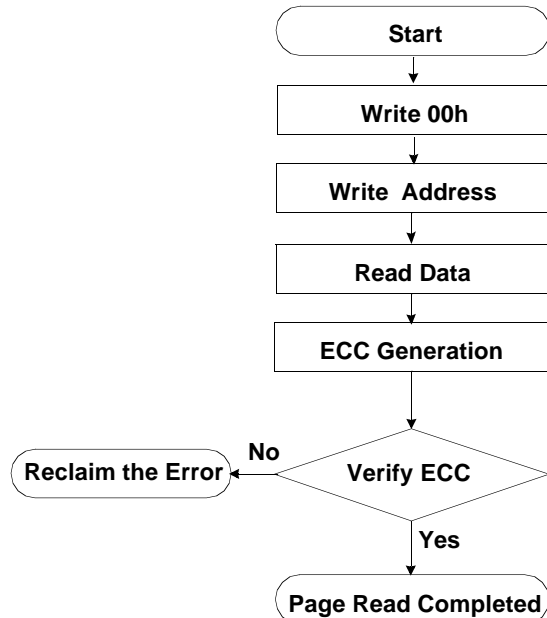 Start
Write 00h
Write Address
Read Data
ECC Generation
No
Reclaim the Error
Verify ECC
Yes
Page Read Completed